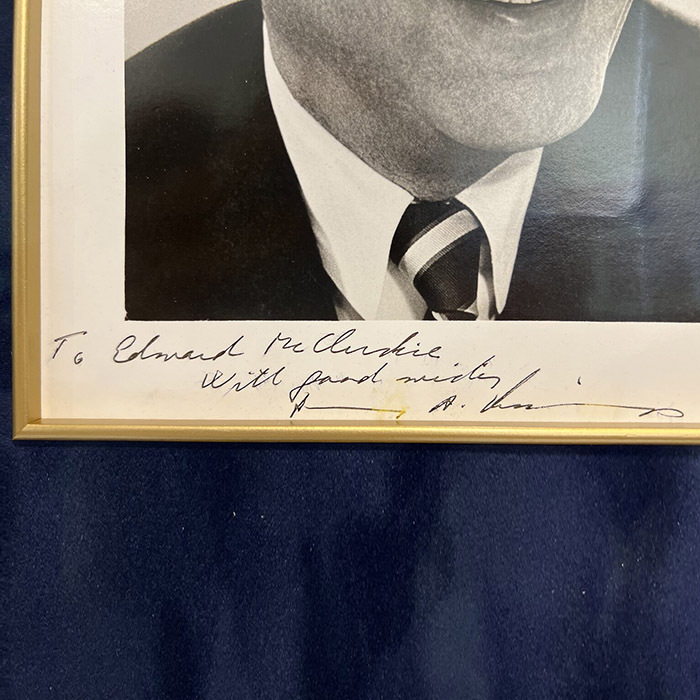 To Edward McCluskie
With good wishes
A.